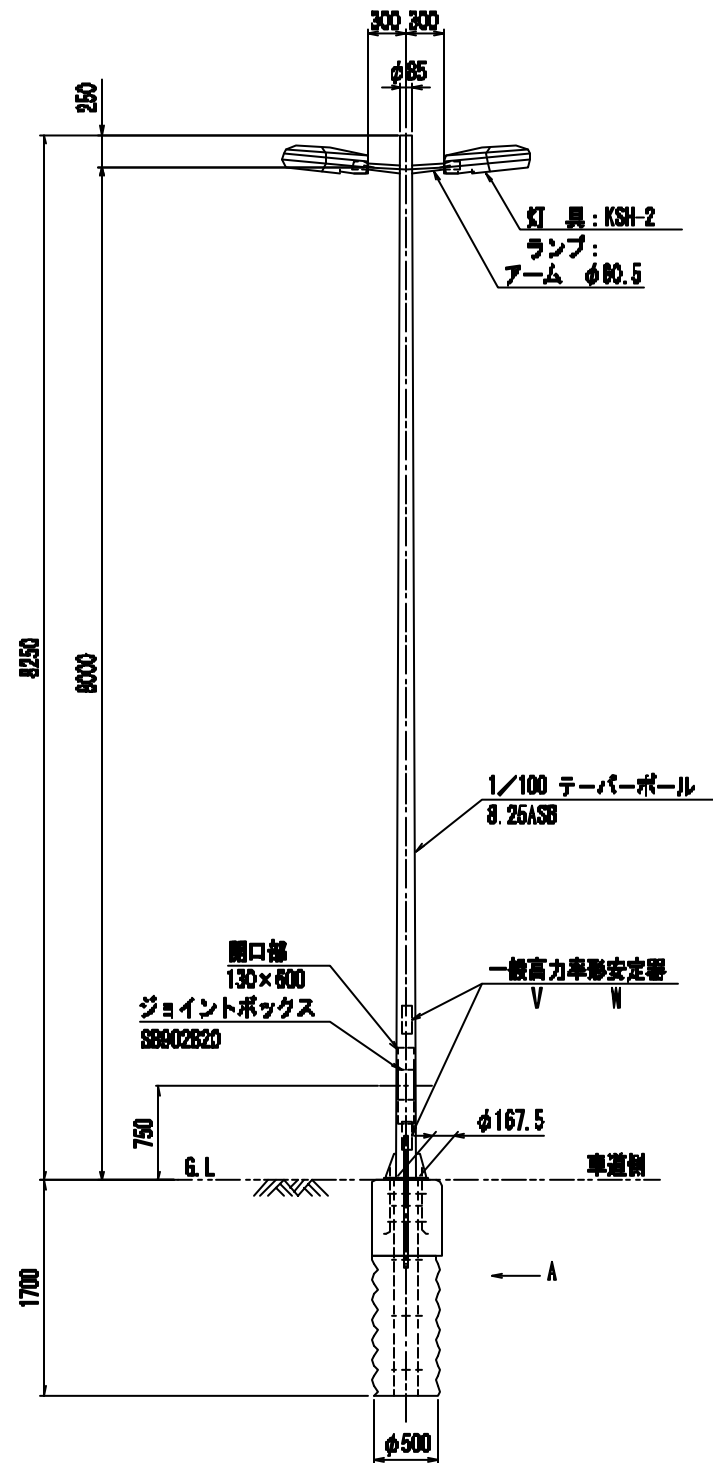 300 300
φ85
250
灯 具:KSH-2
ランプ:
アーム φ60.5
8250
8000
1/100 テーパーポール
8.25ASB
開口部
130×600
一般高力率形安定器
V W
ジョイントボックス
SB902B20
750
φ167.5
G.L
車道側
1700
A
φ500